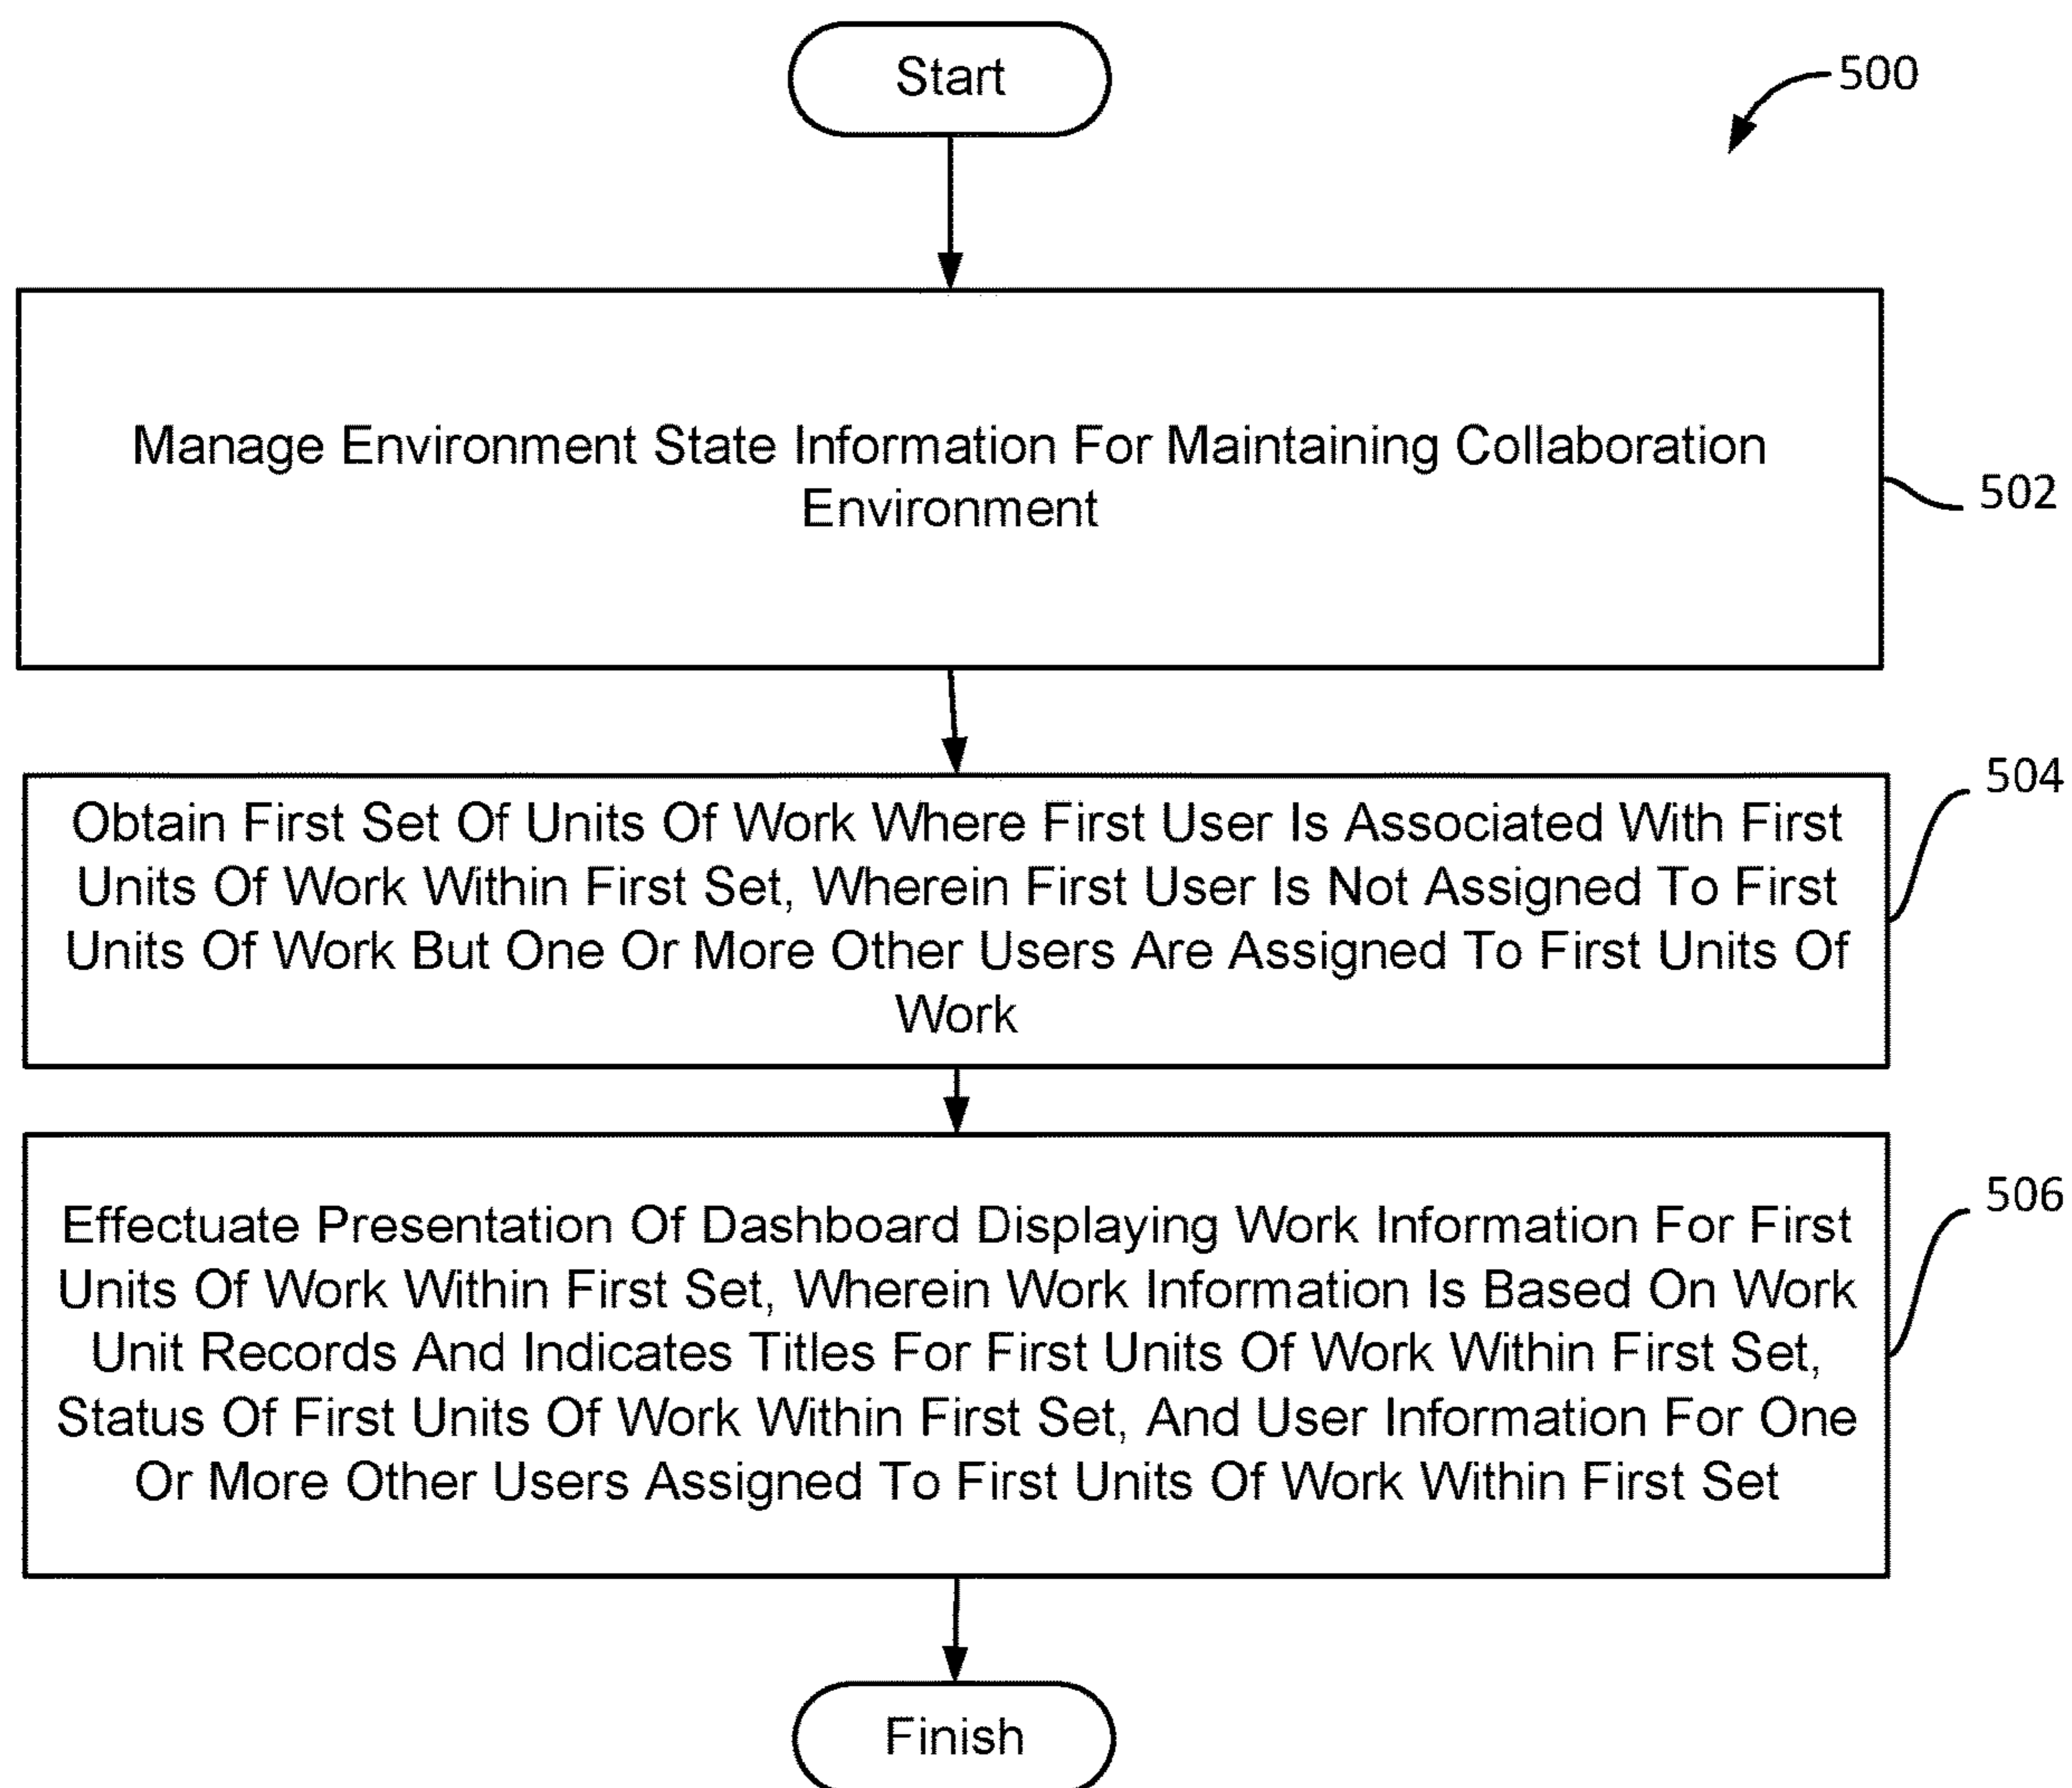 Start
500
Manage Environment State Information For Maintaining Collaboration
Environment
502
Obtain First Set Of Units Of Work Where First User Is Associated With First
Units Of Work Within First Set, Wherein First User Is Not Assigned To First
Units Of Work But One Or More Other Users Are Assigned To First Units Of
Work
504
Effectuate Presentation Of Dashboard Displaying Work Information For First
Units Of Work Within First Set, Wherein Work Information Is Based On Work
Unit Records And Indicates Titles For First Units Of Work Within First Set,
Status Of First Units Of Work Within First Set, And User Information For One
Or More Other Users Assigned To First Units Of Work Within First Set
506
Finish